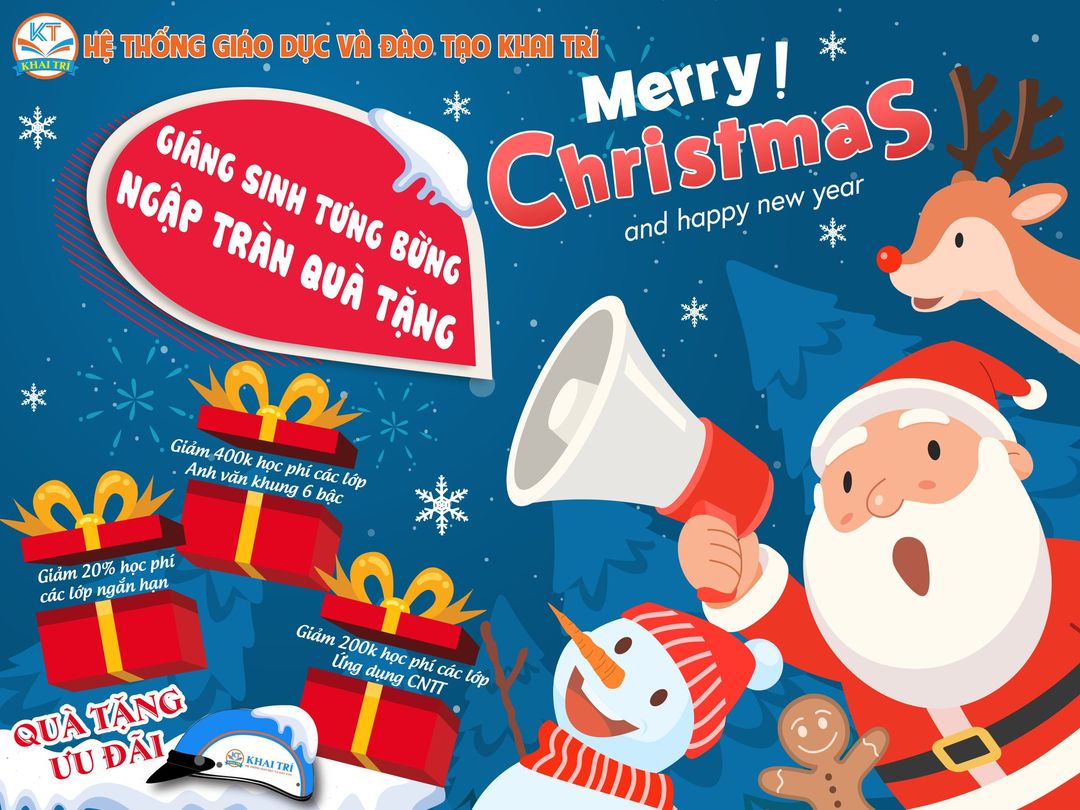 KT
KHAI TRÍ
HỆ THỐNG GIÁO DỤC VÀ ĐÀO TẠO KHAI TRÍ
Merry!
Christmas
and happy new year
GIÁNG SINH TƯNG BỪNG
NGẬP TRÀN QUÀ TẶNG
Giảm 400k học phí các lớp
Anh văn khung 6 bậc
Giảm 20% học phí
các lớp ngắn hạn
Giảm 200k học phí các lớp
Ứng dụng CNTT
QUÀ TẶNG
ƯU ĐÃI
KT
KHAI TRÍ